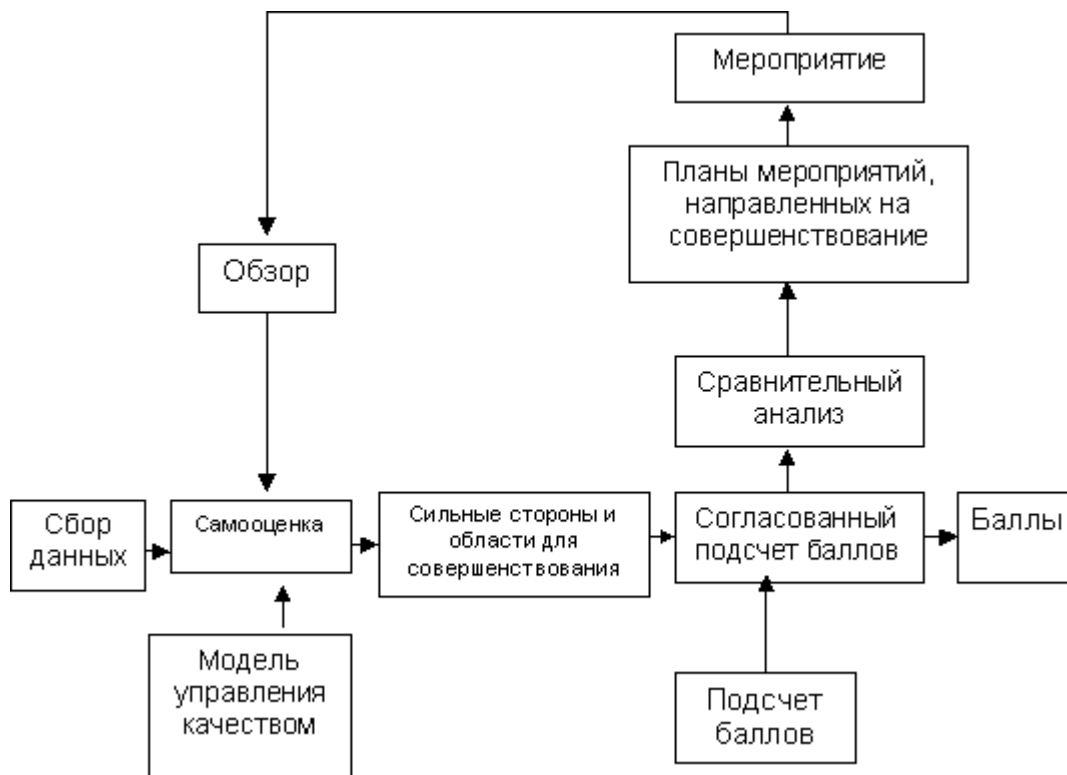 Мероприятие
Планы мероприятий,
направленных на
совершенствование
Обзор
Сравнительный
анализ
Сбор
данных
Самооценка
Сильные стороны и
области для
совершенствования
Согласованный
подсчет баллов
Баллы
Модель
управления
качеством
Подсчет
баллов